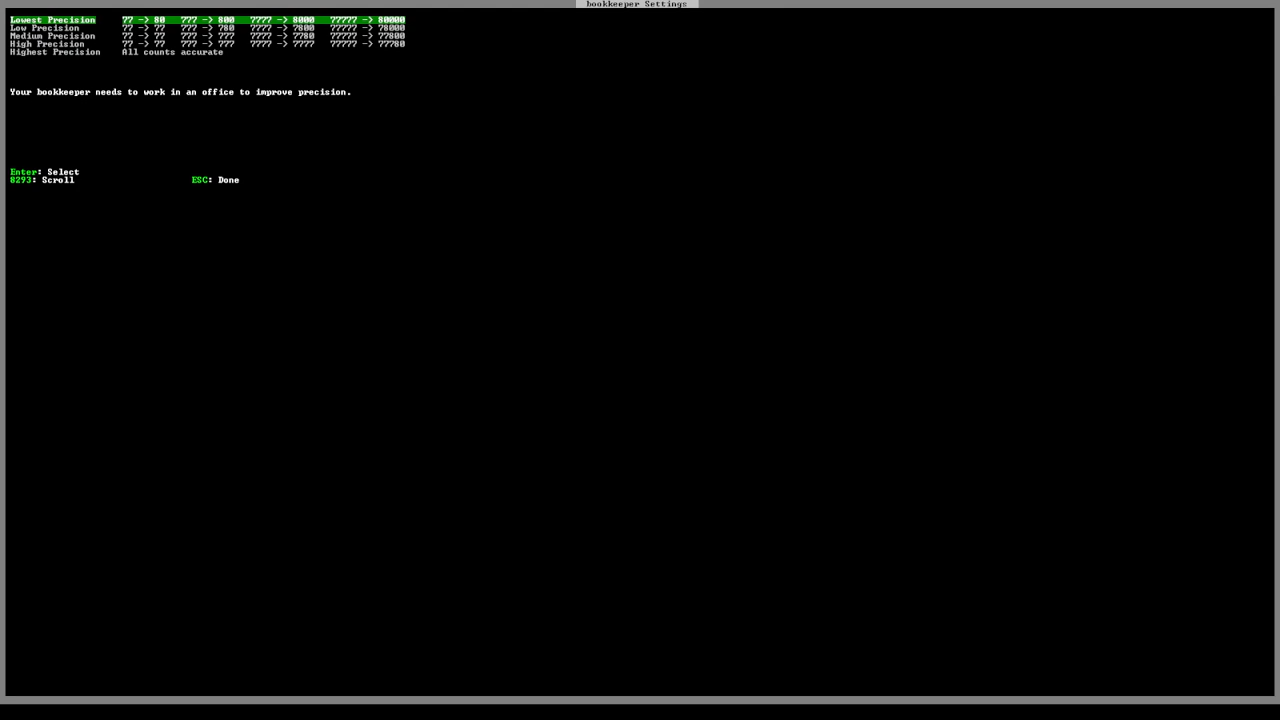 bookkeeper Settings
Lowest Precision 77 -> 80 777 -> 800 7777 -> 8000 77777 -> 80000
Low Precision 77 -> 77 777 -> 780 7777 -> 7800 77777 -> 78000
Medium Precision 77 -> 77 777 -> 777 7777 -> 7780 77777 -> 77800
High Precision 77 -> 77 777 -> 777 7777 -> 7777 77777 -> 77780
Highest Precision All counts accurate
Your bookkeeper needs to work in an office to improve precision.
Enter: Select
8293: Scroll ESC: Done